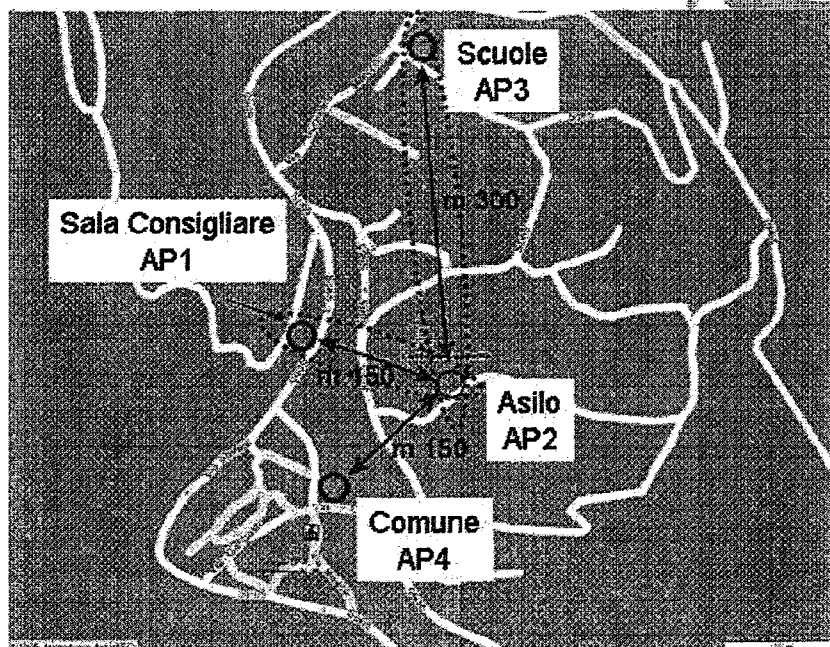 Scuole
AP3
m 300
Sala Consigliare
AP1
m 150
Asilo
AP2
m 150
Comune
AP4